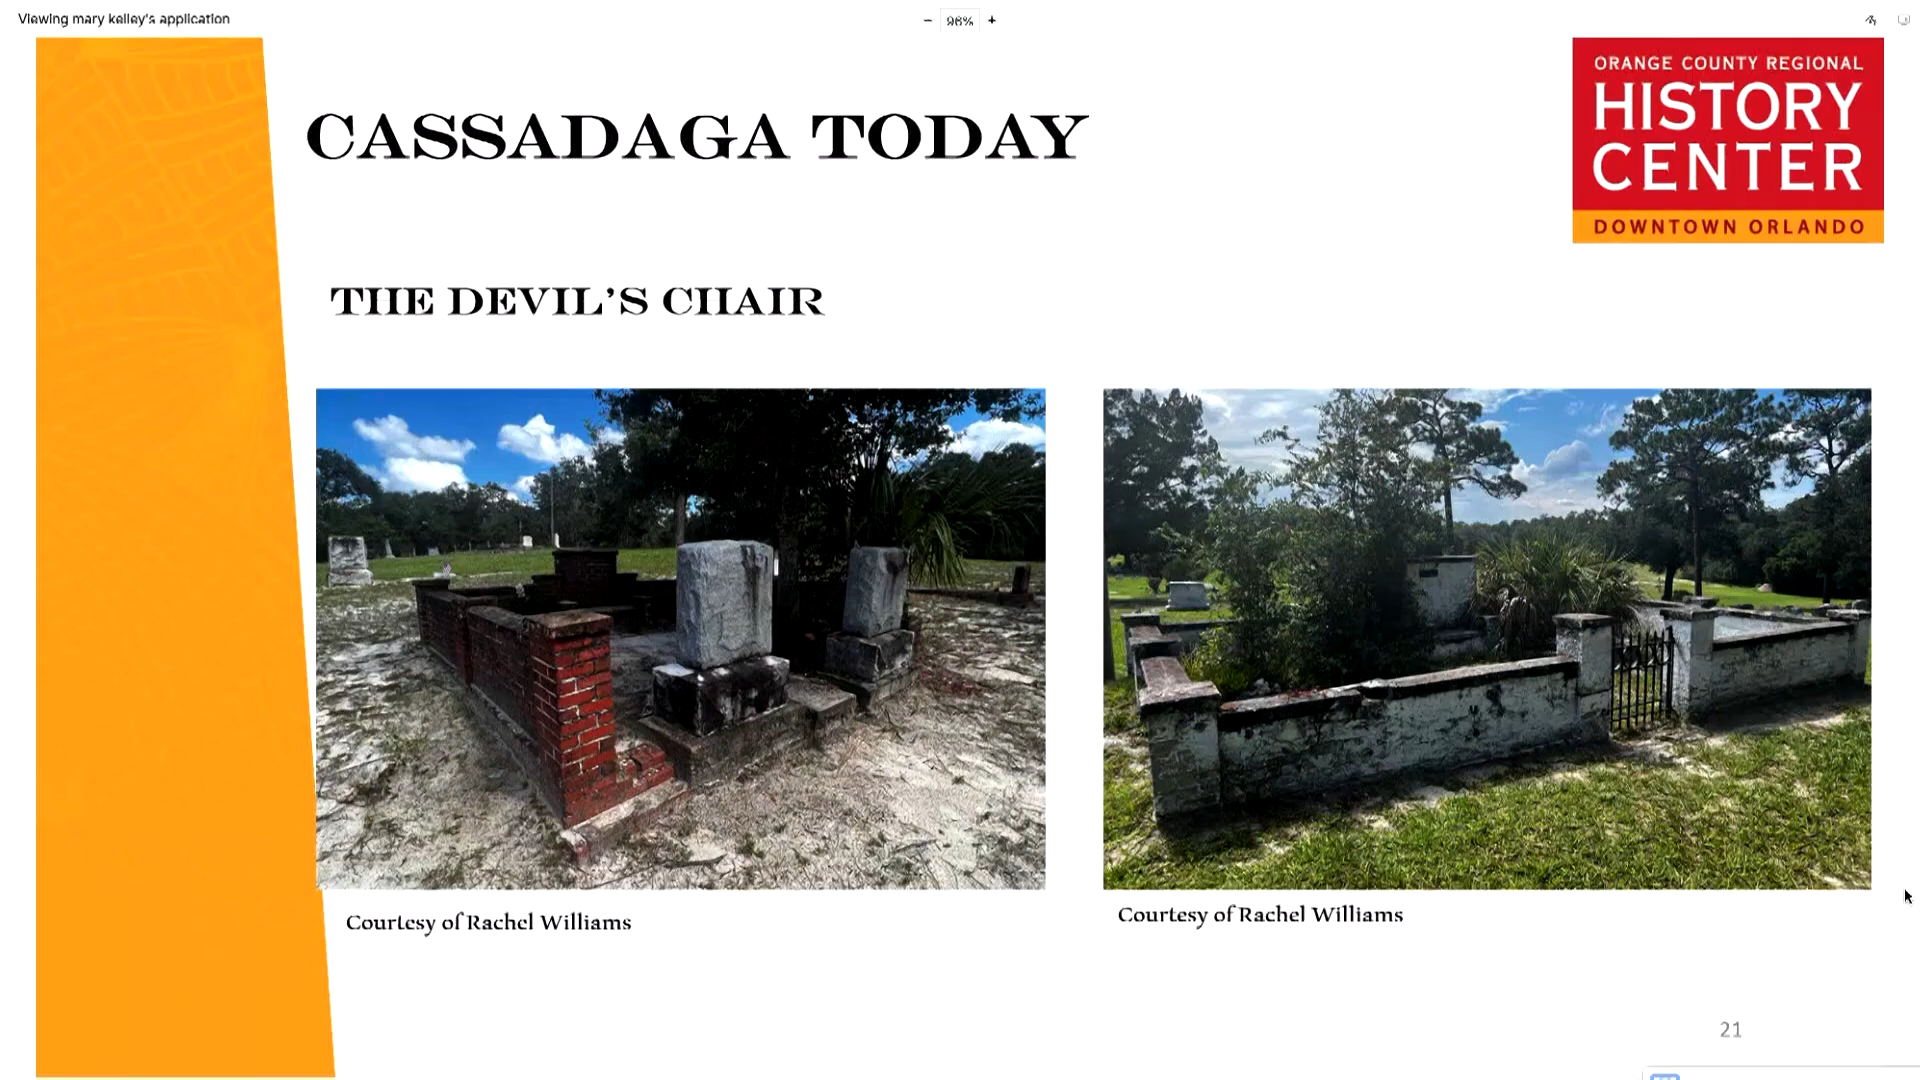 Viewing mary kelley's application
− 96% +
ORANGE COUNTY REGIONAL
HISTORY
CENTER
DOWNTOWN ORLANDO
CASSADAGA TODAY
THE DEVIL'S CHAIR
Courtesy of Rachel Williams
Courtesy of Rachel Williams
21